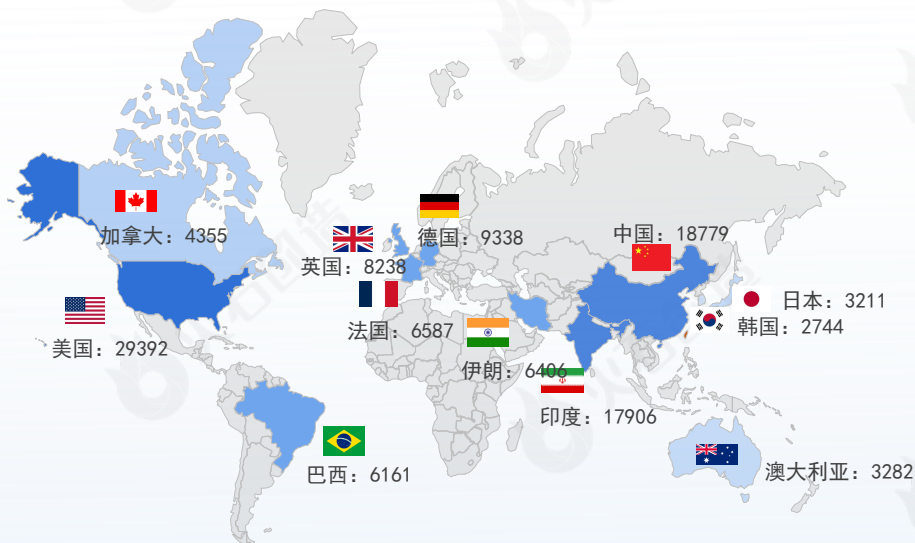 加拿大: 4355
德国: 9338
中国: 18779
英国: 8238
日本: 3211
韩国: 2744
法国: 6587
美国: 29392
伊朗: 6406
印度: 17906
巴西: 6161
澳大利亚: 3282